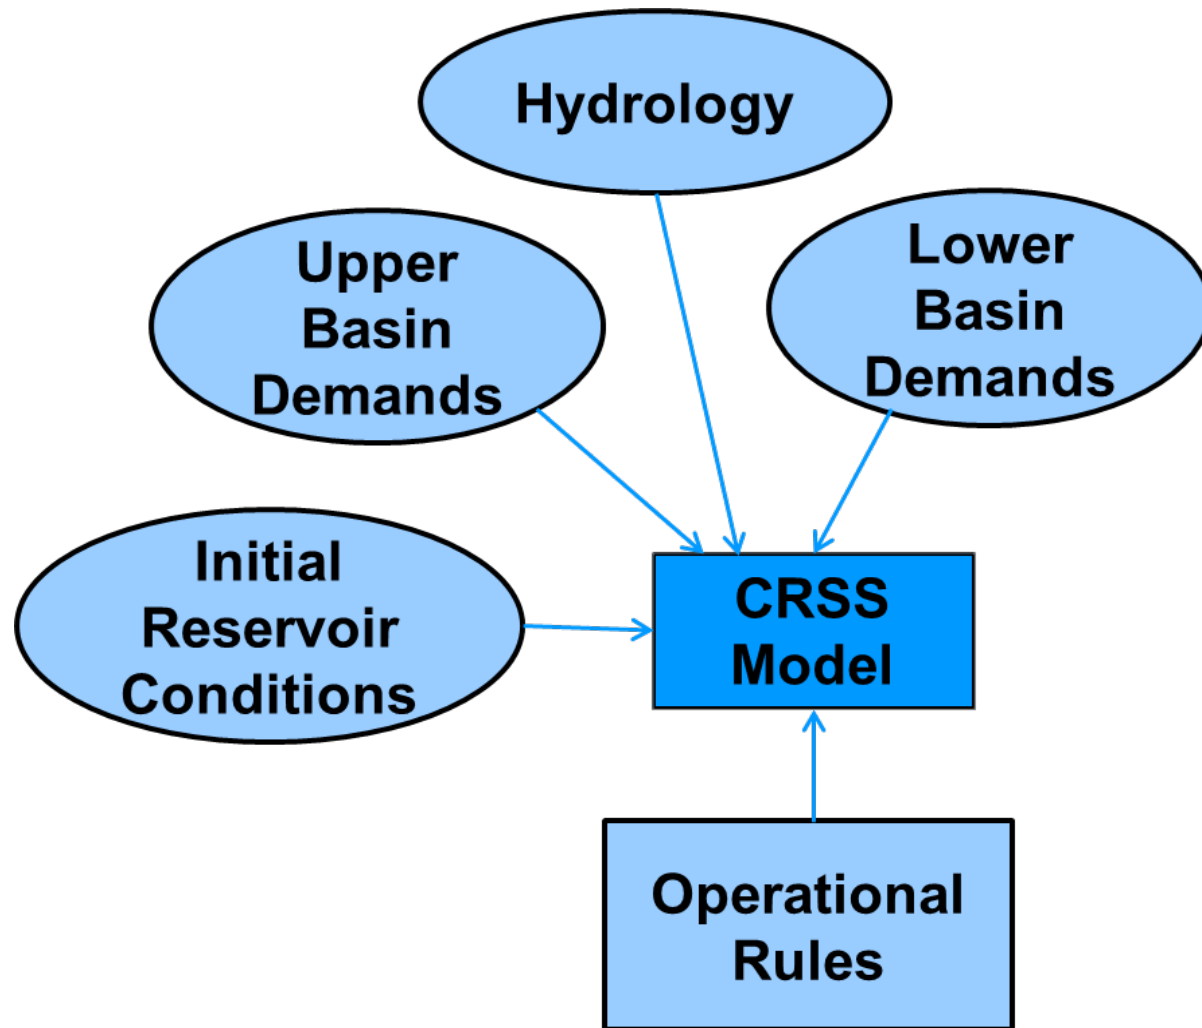 Hydrology
Upper
Basin
Demands
Lower
Basin
Demands
Initial
Reservoir
Conditions
CRSS
Model
Operational
Rules